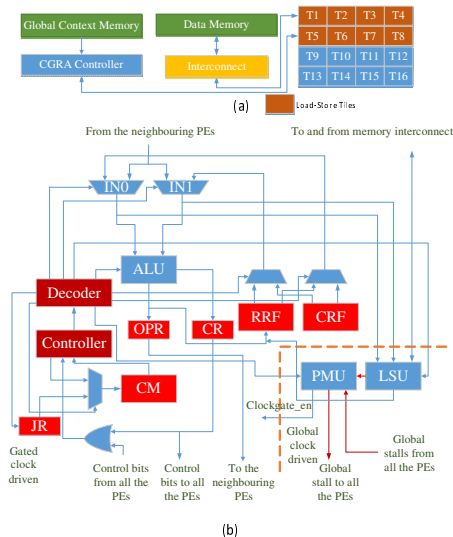 Global Context Memory
Data Memory
T1 T2 T3 T4
T5 T6 T7 T8
CGRA Controller
Interconnect
T9 T10 T11 T12
T13 T14 T15 T16
(a)
Load-Store Tiles
From the neighbouring PEs
To and from memory interconnect
IN0
IN1
ALU
Decoder
OPR
CR
RRF
CRF
Controller
PMU
LSU
CM
Clockgate_en
JR
Gated
clock
driven
Global
clock
driven
Global
stalls from
all the PEs
Control bits
from all the
PEs
Control
bits to all
the PEs
To the
neighbouring
PEs
Global
stall to all
the PEs
(b)